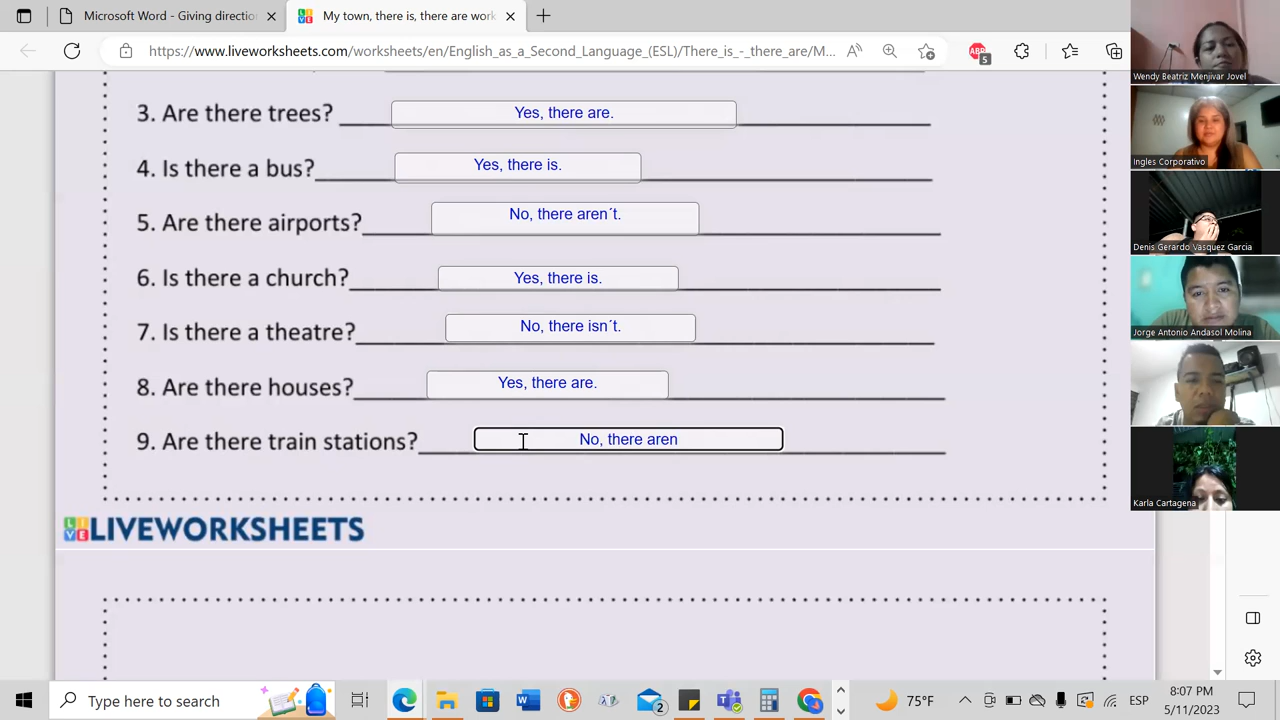 Microsoft Word - Giving directio
My town, there is, there are work
https://www.liveworksheets.com/worksheets/en/English_as_a_Second_Language_(ESL)/There_is_-_there_are/M...
ABP
5
3. Are there trees? Yes, there are.
4. Is there a bus? Yes, there is.
5. Are there airports? No, there aren´t.
6. Is there a church? Yes, there is.
7. Is there a theatre? No, there isn´t.
8. Are there houses? Yes, there are.
9. Are there train stations? No, there aren
LIVE LIVEWORKSHEETS
Wendy Beatriz Menjivar Jovel
Ingles Corporativo
Denis Gerardo Vasquez Garcia
Jorge Antonio Andasol Molina
Karla Cartagena
Type here to search
2
75°F
ESP
8:07 PM
5/11/2023